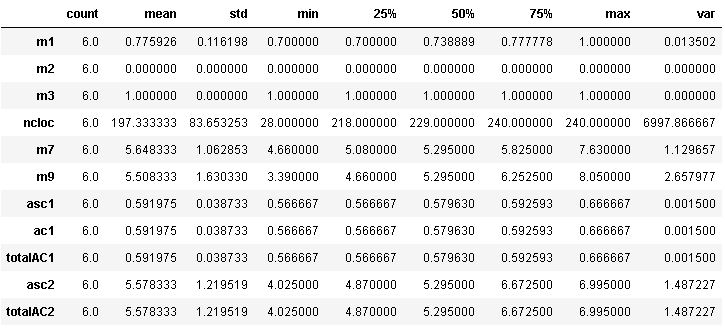 count mean std min 25% 50% 75% max var
m1 6.0 0.775926 0.116198 0.700000 0.700000 0.738889 0.777778 1.000000 0.013502
m2 6.0 0.000000 0.000000 0.000000 0.000000 0.000000 0.000000 0.000000 0.000000
m3 6.0 1.000000 0.000000 1.000000 1.000000 1.000000 1.000000 1.000000 0.000000
ncloc 6.0 197.333333 83.653253 28.000000 218.000000 229.000000 240.000000 240.000000 6997.866667
m7 6.0 5.648333 1.062853 4.660000 5.080000 5.295000 5.825000 7.630000 1.129657
m9 6.0 5.508333 1.630330 3.390000 4.660000 5.295000 6.252500 8.050000 2.657977
asc1 6.0 0.591975 0.038733 0.566667 0.566667 0.579630 0.592593 0.666667 0.001500
ac1 6.0 0.591975 0.038733 0.566667 0.566667 0.579630 0.592593 0.666667 0.001500
totalAC1 6.0 0.591975 0.038733 0.566667 0.566667 0.579630 0.592593 0.666667 0.001500
asc2 6.0 5.578333 1.219519 4.025000 4.870000 5.295000 6.672500 6.995000 1.487227
totalAC2 6.0 5.578333 1.219519 4.025000 4.870000 5.295000 6.672500 6.995000 1.487227